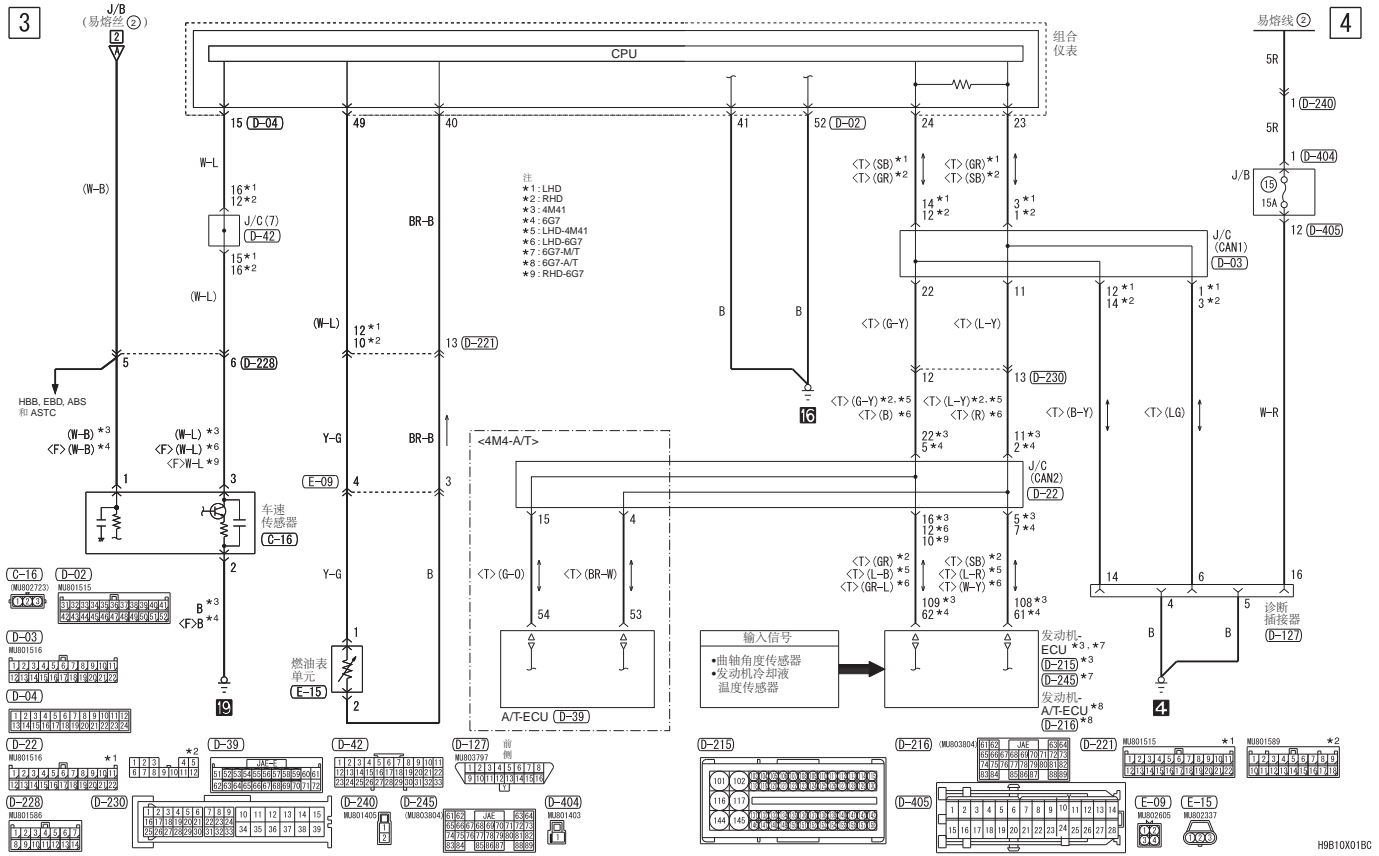 3
J/B
(易熔丝②)
2
A
CPU
组合
仪表
易熔线②
4
5R
1 D-240
5R
1 D-404
J/B
15
15A
12 D-405
15 D-04
49
40
41
52 D-02
24
23
W-L
(W-B)
16*1
12*2
J/C(7)
D-42
15*1
16*2
(W-L)
BR-B
注
*1:LHD
*2:RHD
*3:4M41
*4:6G7
*5:LHD-4M41
*6:LHD-6G7
*7:6G7-M/T
*8:6G7-A/T
*9:RHD-6G7
<T>(SB)*1
<T>(GR)*2
<T>(GR)*1
<T>(SB)*2
14*1
12*2
3*1
1*2
J/C
(CAN1)
D-03
22
11
12*1
14*2
1*1
3*2
(W-L)
12*1
10*2
13 D-221
B
B
<T>(G-Y)
<T>(L-Y)
5
6 D-228
12
13 D-230
HBB, EBD, ABS
和 ASTC
16
<T>(G-Y)*2,*5
<T>(B)*6
<T>(L-Y)*2,*5
<T>(R)*6
<T>(B-Y)
<T>(LG)
W-R
(W-B)*3
<F>(W-B)*4
(W-L)*3
<F>(W-L)*6
<F>W-L*9
Y-G
BR-B
<4M4-A/T>
22*3
5*4
11*3
2*4
J/C
(CAN2)
D-22
1
3
E-09
4
3
车速
传感器
C-16
15
4
16*3
12*6
10*9
5*3
7*4
2
Y-G
B
<T>(G-O)
<T>(BR-W)
<T>(GR)*2
<T>(L-B)*5
<T>(GR-L)*6
<T>(SB)*2
<T>(L-R)*5
<T>(W-Y)*6
14
6
16
4
5
诊断
插接器
D-127
B*3
<F>B*4
54
53
109*3
62*4
108*3
61*4
B
B
1
燃油表
单元
E-15
2
19
A/T-ECU D-39
输入信号
•曲轴角度传感器
•发动机冷却液
温度传感器
发动机-
ECU*3,*7
D-215*3
D-245*7
发动机-
A/T-ECU*8
D-216*8
4
C-16
(MU802723)
D-02
MU801515
D-03
MU801516
D-04
D-22
MU801516
*1
*2
D-39
JAE-E
D-42
D-127
MU803797
前
侧
D-215
D-216 (MU803804)
JAE
D-221
MU801515
*1
MU801589
*2
D-228
MU801586
D-230
D-240
MU801405
D-245
(MU803804)
JAE
D-404
MU801403
D-405
E-09
MU802605
E-15
MU802337
H9B10X01BC